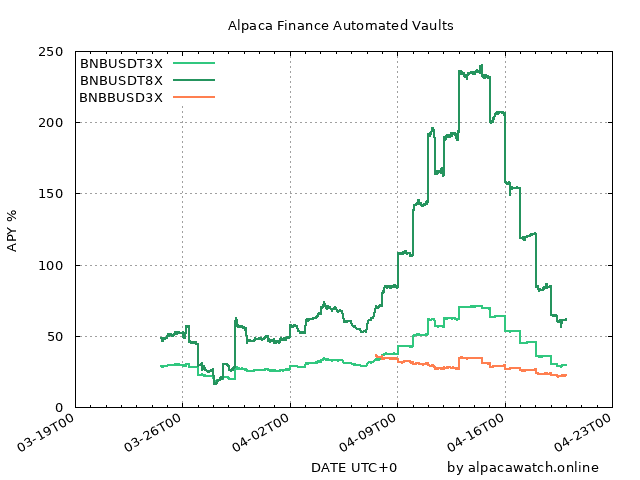 Alpaca Finance Automated Vaults
250
200
150
100
50
0
APY %
BNBUSDT3X
BNBUSDT8X
BNBBUSD3X
03-19T00
03-26T00
04-02T00
04-09T00
04-16T00
04-23T00
DATE UTC+0
by alpacawatch.online